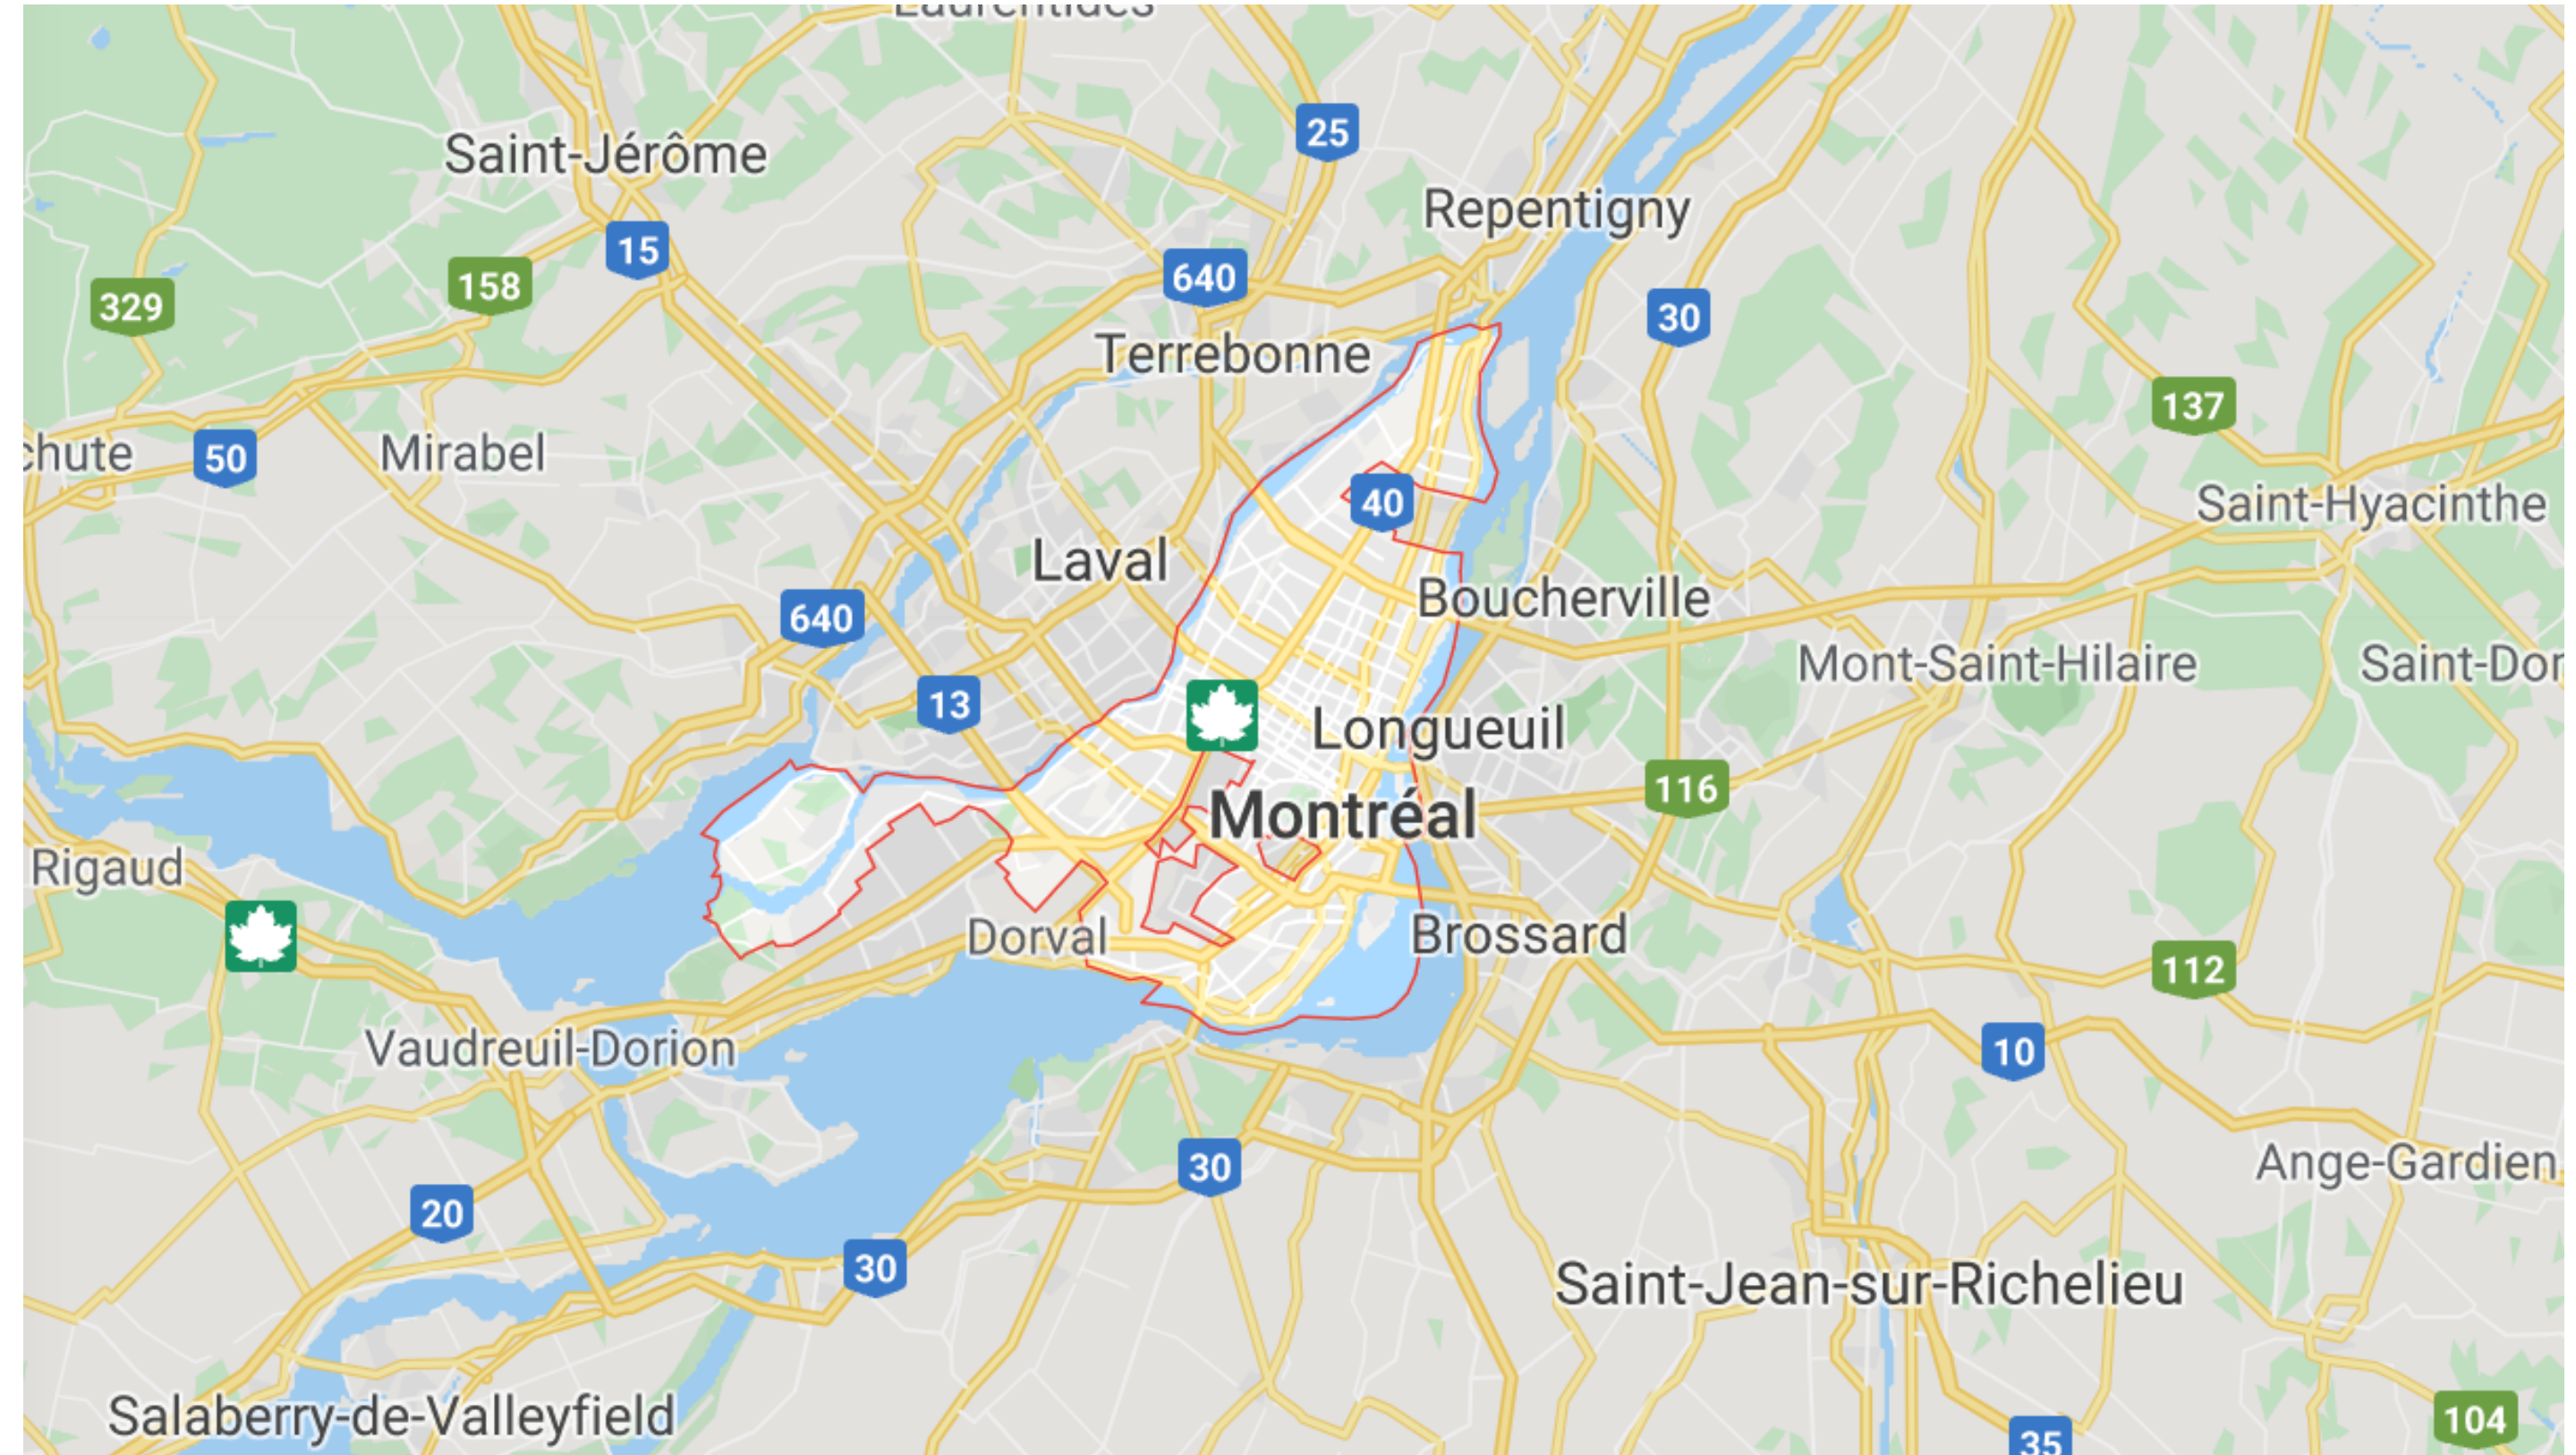 Laurentides
25
Saint-Jérôme
Repentigny
15
158
640
329
30
Terrebonne
137
chute
50
Mirabel
40
Saint-Hyacinthe
Laval
Boucherville
640
Mont-Saint-Hilaire
Saint-Dor
13
Longueuil
116
Montréal
Rigaud
Dorval
Brossard
112
Vaudreuil-Dorion
10
30
Ange-Gardien
20
30
Saint-Jean-sur-Richelieu
Salaberry-de-Valleyfield
104
35